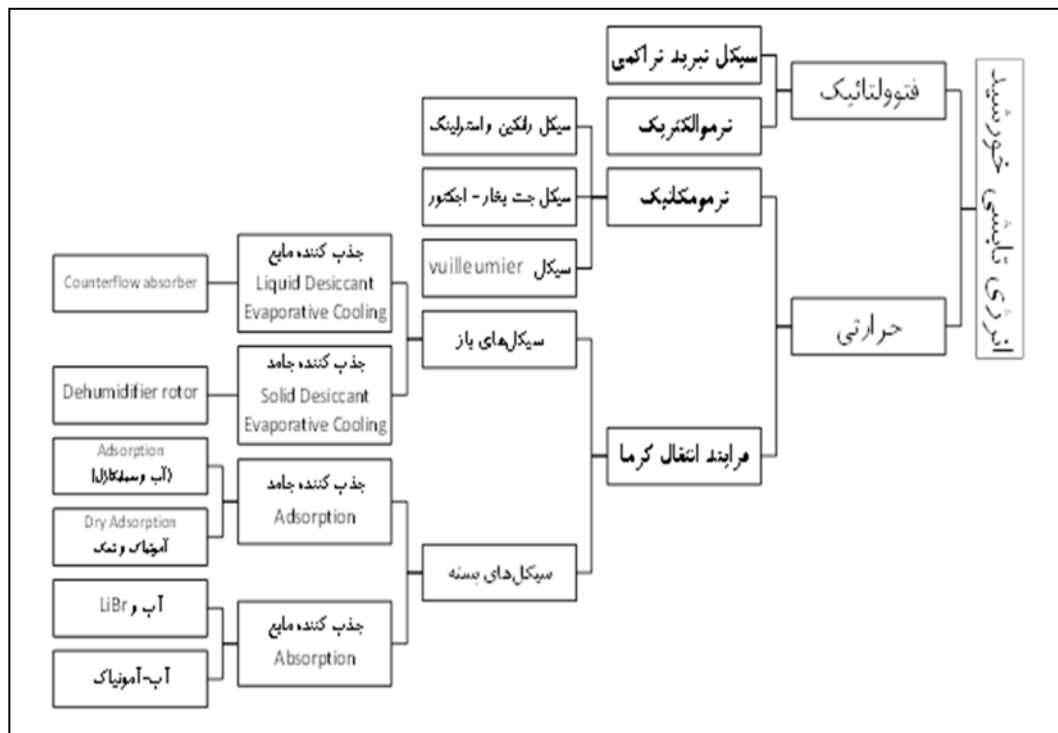 انرژی تابشی خورشید
فتوولتائیک
سیکل تبرید تراکمی
ترموالکتریک
حرارتی
ترمومکانیک
سیکل رانکین و استرلینگ
سیکل جت بخار - اجکتور
سیکل vuilleumier
فرایند انتقال گرما
سیکل‌های باز
جذب کننده مایع
Liquid Desiccant
Evaporative Cooling
Counterflow absorber
جذب کننده جامد
Solid Desiccant
Evaporative Cooling
Dehumidifier rotor
سیکل‌های بسته
جذب کننده جامد
Adsorption
Adsorption
(آب و سیلیکاژل)
Dry Adsorption
آمونیاک و نمک
جذب کننده مایع
Absorption
آب و LiBr
آب-آمونیاک